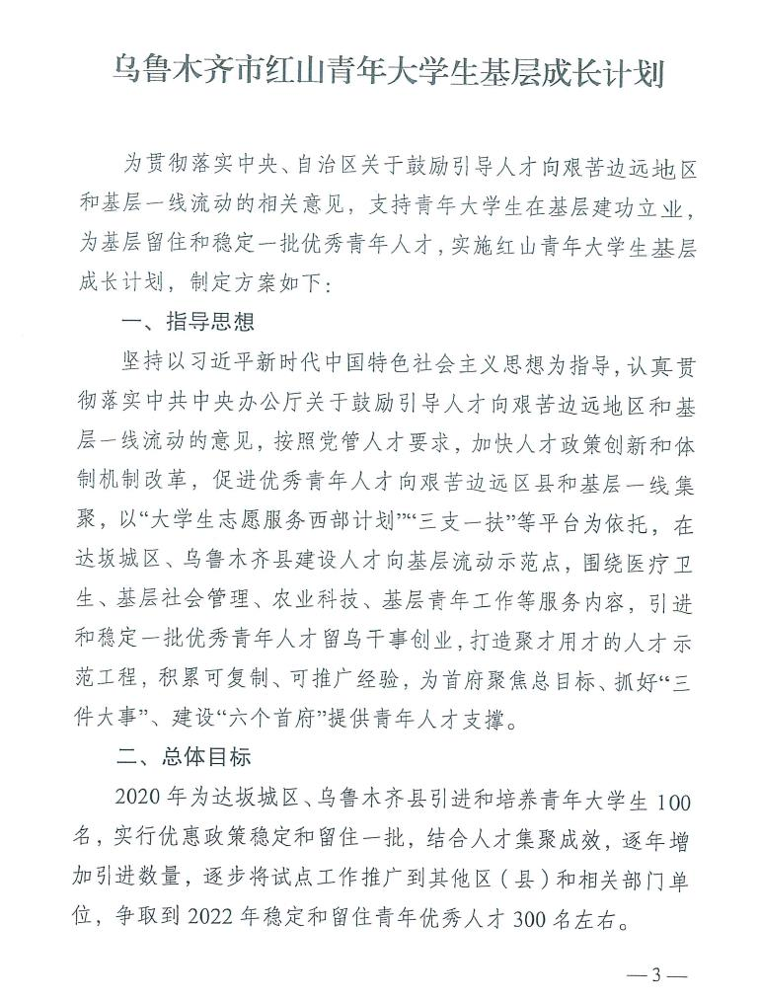 乌鲁木齐市红山青年大学生基层成长计划
为贯彻落实中央、自治区关于鼓励引导人才向艰苦边远地区
和基层一线流动的相关意见，支持青年大学生在基层建功立业，
为基层留住和稳定一批优秀青年人才，实施红山青年大学生基层
成长计划，制定方案如下：
一、指导思想
坚持以习近平新时代中国特色社会主义思想为指导，认真贯
彻落实中共中央办公厅关于鼓励引导人才向艰苦边远地区和基
层一线流动的意见，按照党管人才要求，加快人才政策创新和体
制机制改革，促进优秀青年人才向艰苦边远区县和基层一线集
聚，以“大学生志愿服务西部计划”“三支一扶”等平台为依托，在
达坂城区、乌鲁木齐县建设人才向基层流动示范点，围绕医疗卫
生、基层社会管理、农业科技、基层青年工作等服务内容，引进
和稳定一批优秀青年人才留乌干事创业，打造聚才用才的人才示
范工程，积累可复制、可推广经验，为首府聚焦总目标、抓好“三
件大事”、建设“六个首府”提供青年人才支撑。
二、总体目标
2020 年为达坂城区、乌鲁木齐县引进和培养青年大学生 100
名，实行优惠政策稳定和留住一批，结合人才集聚成效，逐年增
加引进数量，逐步将试点工作推广到其他区（县）和相关部门单
位，争取到 2022 年稳定和留住青年优秀人才 300 名左右。
— 3 —